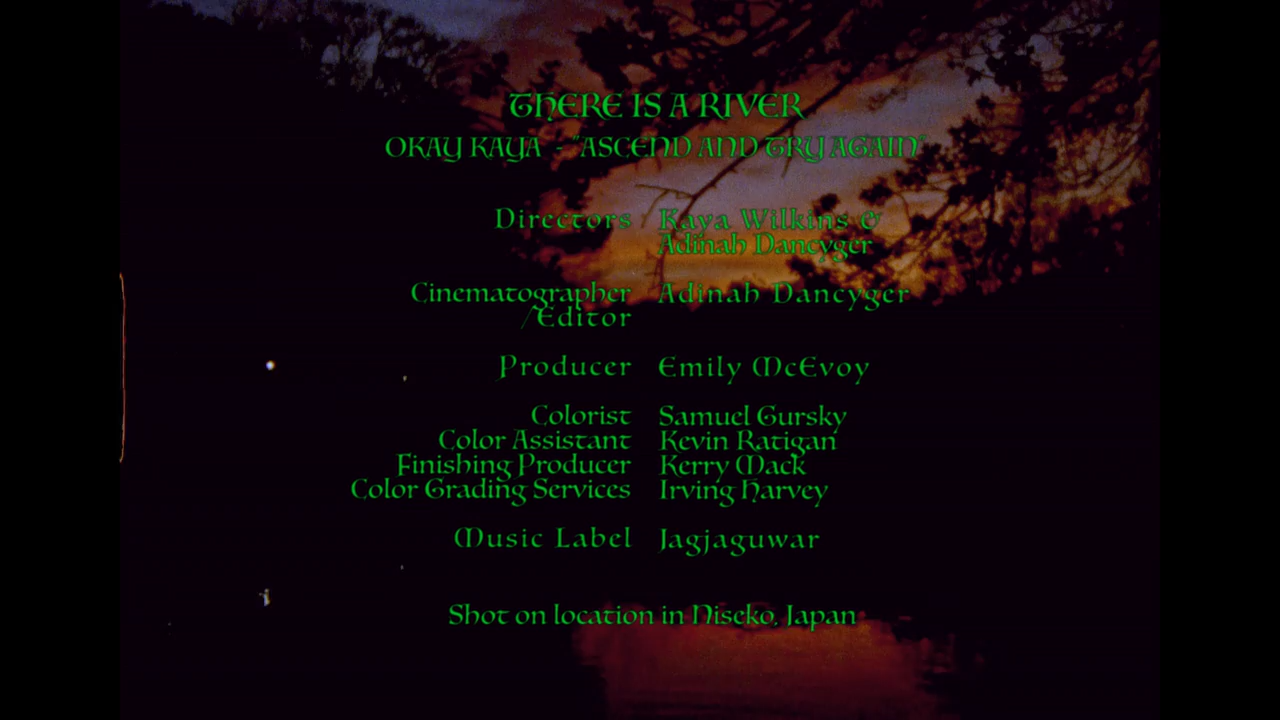 THERE IS A RIVER
OKAY KAYA - "ASCEND AND TRY AGAIN"
Directors Kaya Wilkins &
Adinah Dancyger
Cinematographer Adinah Dancyger
/Editor
Producer Emily McEvoy
Colorist Samuel Gursky
Color Assistant Kevin Ratigan
Finishing Producer Kerry Mack
Color Grading Services Irving Harvey
Music Label Jagjaguwar
Shot on location in Niseko, Japan